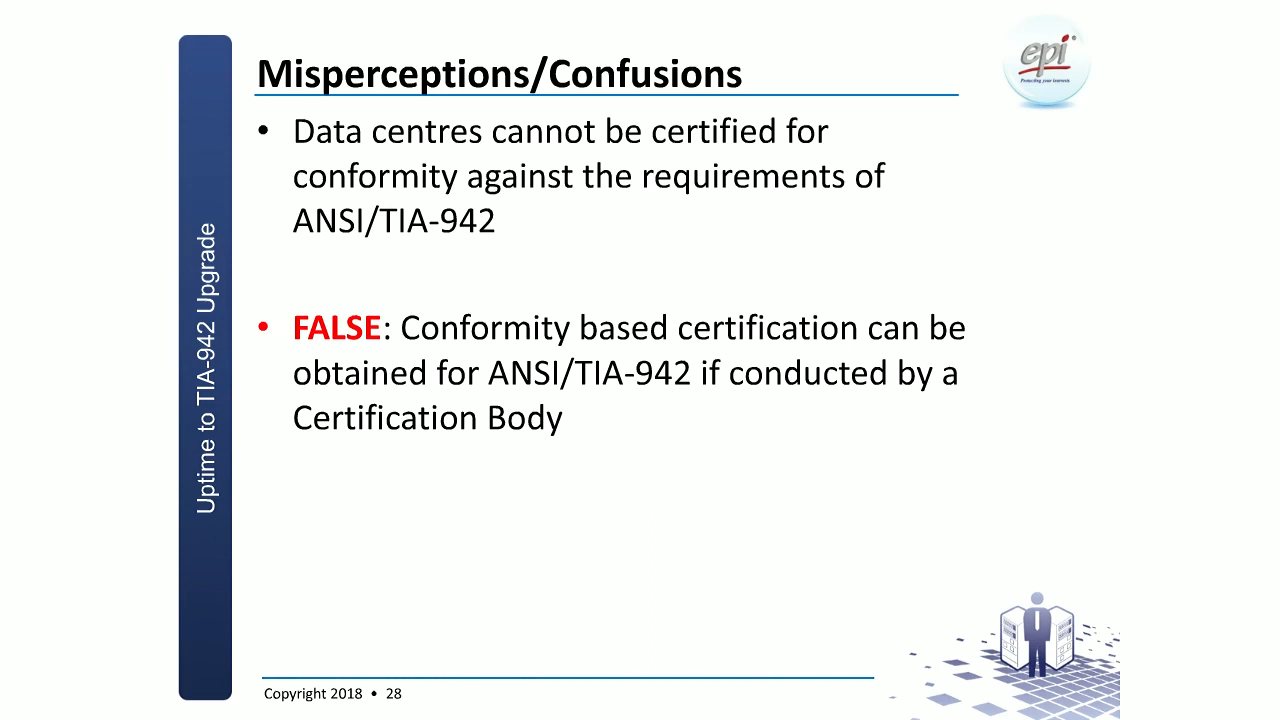 Misperceptions/Confusions
epi®
Protecting your interests
• Data centres cannot be certified for
conformity against the requirements of
ANSI/TIA-942
• FALSE: Conformity based certification can be
obtained for ANSI/TIA-942 if conducted by a
Certification Body
Uptime to TIA-942 Upgrade
Copyright 2018 • 28